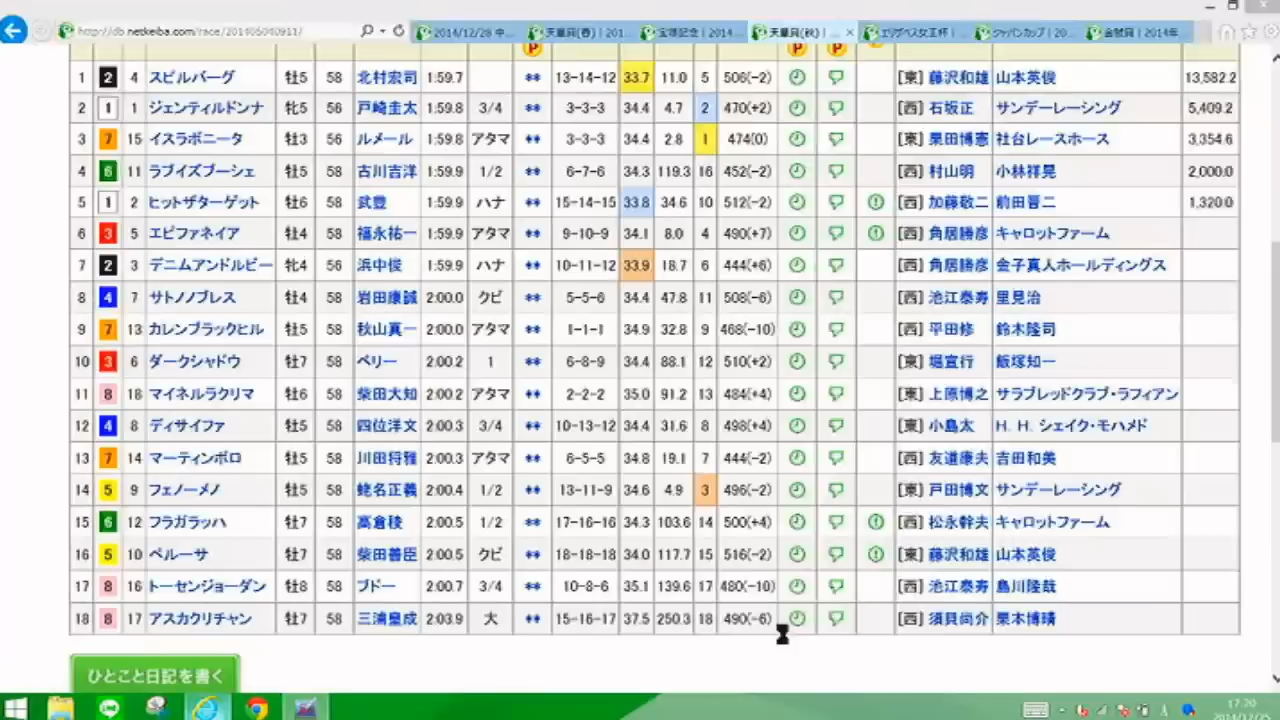 http://db.netkeiba.com/race/201405040911/
2014/12/28 中… 天皇賞(春) | 201… 宝塚記念 | 2014… 天皇賞(秋) |… × エリザベス女王杯 |… ジャパンカップ | 20… 金鯱賞 | 2014年…
1 2 4 スピルバーグ 牡5 58 北村宏司 1:59.7 ** 13-14-12 33.7 11.0 5 506(-2) [東] 藤沢和雄 山本英俊 13,582.2
2 1 1 ジェンティルドンナ 牝5 56 戸崎圭太 1:59.8 3/4 ** 3-3-3 34.4 4.7 2 470(+2) [西] 石坂正 サンデーレーシング 5,409.2
3 7 15 イスラボニータ 牡3 56 ルメール 1:59.8 アタマ ** 3-3-3 34.4 2.8 1 474(0) [東] 栗田博憲 社台レースホース 3,354.6
4 6 11 ラブイズブーシェ 牡5 58 古川吉洋 1:59.9 1/2 ** 6-7-6 34.3 119.3 16 452(-2) [西] 村山明 小林祥晃 2,000.0
5 1 2 ヒットザターゲット 牡6 58 武豊 1:59.9 ハナ ** 15-14-15 33.8 34.6 10 512(-2) [西] 加藤敬二 前田晋二 1,320.0
6 3 5 エピファネイア 牡4 58 福永祐一 1:59.9 アタマ ** 9-10-9 34.1 8.0 4 490(+7) [西] 角居勝彦 キャロットファーム
7 2 3 デニムアンドルビー 牝4 56 浜中俊 1:59.9 ハナ ** 10-11-12 33.9 18.7 6 444(+6) [西] 角居勝彦 金子真人ホールディングス
8 4 7 サトノノブレス 牡4 58 岩田康誠 2:00.0 クビ ** 5-5-6 34.4 47.8 11 508(-6) [西] 池江泰寿 里見治
9 7 13 カレンブラックヒル 牡5 58 秋山真一 2:00.0 アタマ ** 1-1-1 34.9 32.8 9 468(-10) [西] 平田修 鈴木隆司
10 3 6 ダークシャドウ 牡7 58 ベリー 2:00.2 1 ** 6-8-9 34.4 88.1 12 510(+2) [東] 堀宣行 飯塚知一
11 8 18 マイネルラクリマ 牡6 58 柴田大知 2:00.2 アタマ ** 2-2-2 35.0 91.2 13 484(+4) [東] 上原博之 サラブレッドクラブ・ラフィアン
12 4 8 ディサイファ 牡5 58 四位洋文 2:00.3 3/4 ** 10-13-12 34.4 31.6 8 498(+4) [東] 小島太 H.H.シェイク・モハメド
13 7 14 マーティンボロ 牡5 58 川田将雅 2:00.3 アタマ ** 6-5-5 34.8 19.1 7 444(-2) [西] 友道康夫 吉田和美
14 5 9 フェノーメノ 牡5 58 蛯名正義 2:00.4 1/2 ** 13-11-9 34.6 4.9 3 496(-2) [東] 戸田博文 サンデーレーシング
15 6 12 フラガラッハ 牡7 58 高倉稜 2:00.5 1/2 ** 17-16-16 34.3 103.6 14 500(+4) [西] 松永幹夫 キャロットファーム
16 5 10 ペルーサ 牡7 58 柴田善臣 2:00.5 クビ ** 18-18-18 34.0 117.7 15 516(-2) [東] 藤沢和雄 山本英俊
17 8 16 トーセンジョーダン 牡8 58 ブドー 2:00.7 3/4 ** 10-8-6 35.1 139.6 17 480(-10) [西] 池江泰寿 島川隆哉
18 8 17 アスカクリチャン 牡7 58 三浦皇成 2:03.9 大 ** 15-16-17 37.5 250.3 18 490(-6) [西] 須貝尚介 栗本博晴
ひとこと日記を書く
17:20
2014/12/25